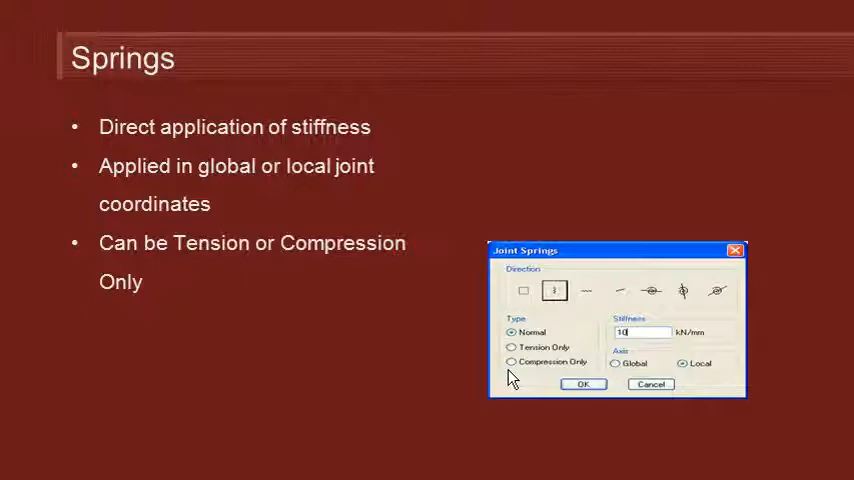 Springs
• Direct application of stiffness
• Applied in global or local joint
coordinates
• Can be Tension or Compression
Only
Joint Springs
Direction
Type
Normal
Tension Only
Compression Only
Stiffness
10 kN/mm
Axis
Global Local
OK Cancel